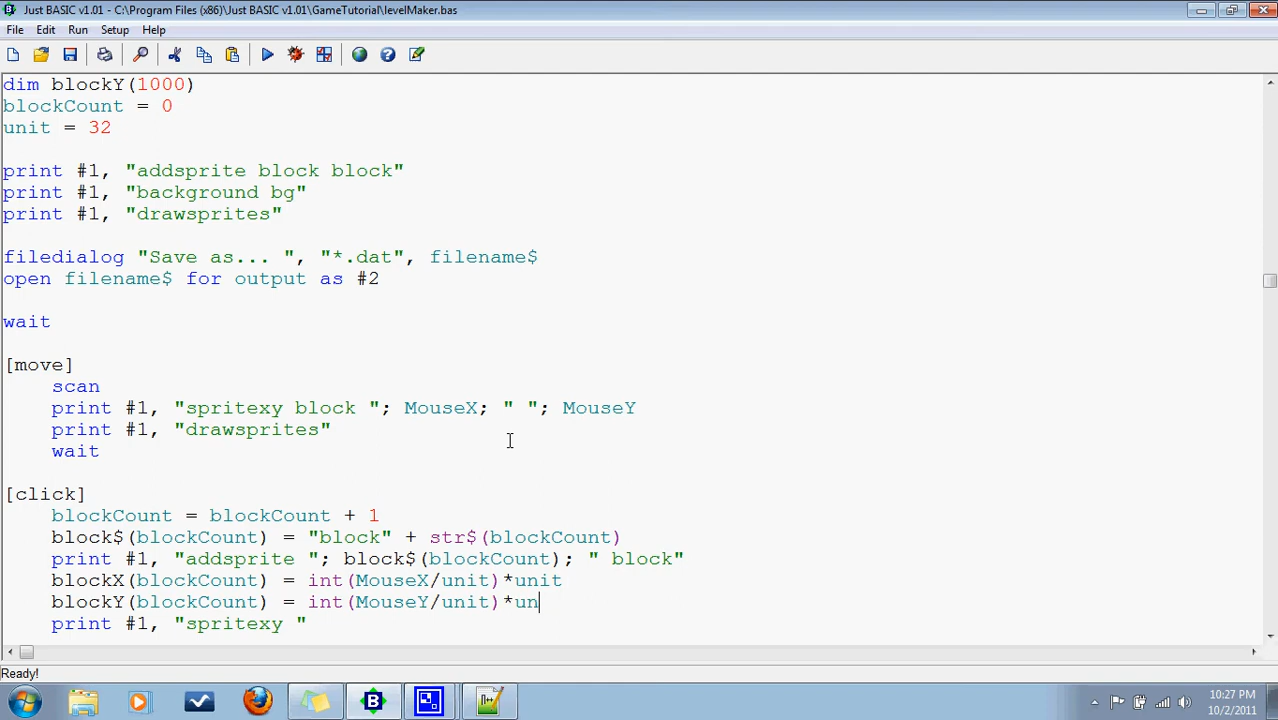 Just BASIC v1.01 - C:\Program Files (x86)\Just BASIC v1.01\GameTutorial\levelMaker.bas
File Edit Run Setup Help
dim blockY(1000)
blockCount = 0
unit = 32
print #1, "addsprite block block"
print #1, "background bg"
print #1, "drawsprites"
filedialog "Save as... ", "*.dat", filename$
open filename$ for output as #2
wait
[move]
scan
print #1, "spritexy block "; MouseX; " "; MouseY
print #1, "drawsprites"
wait
[click]
blockCount = blockCount + 1
block$(blockCount) = "block" + str$(blockCount)
print #1, "addsprite "; block$(blockCount); " block"
blockX(blockCount) = int(MouseX/unit)*unit
blockY(blockCount) = int(MouseY/unit)*un
print #1, "spritexy "
Ready!
10:27 PM
10/2/2011